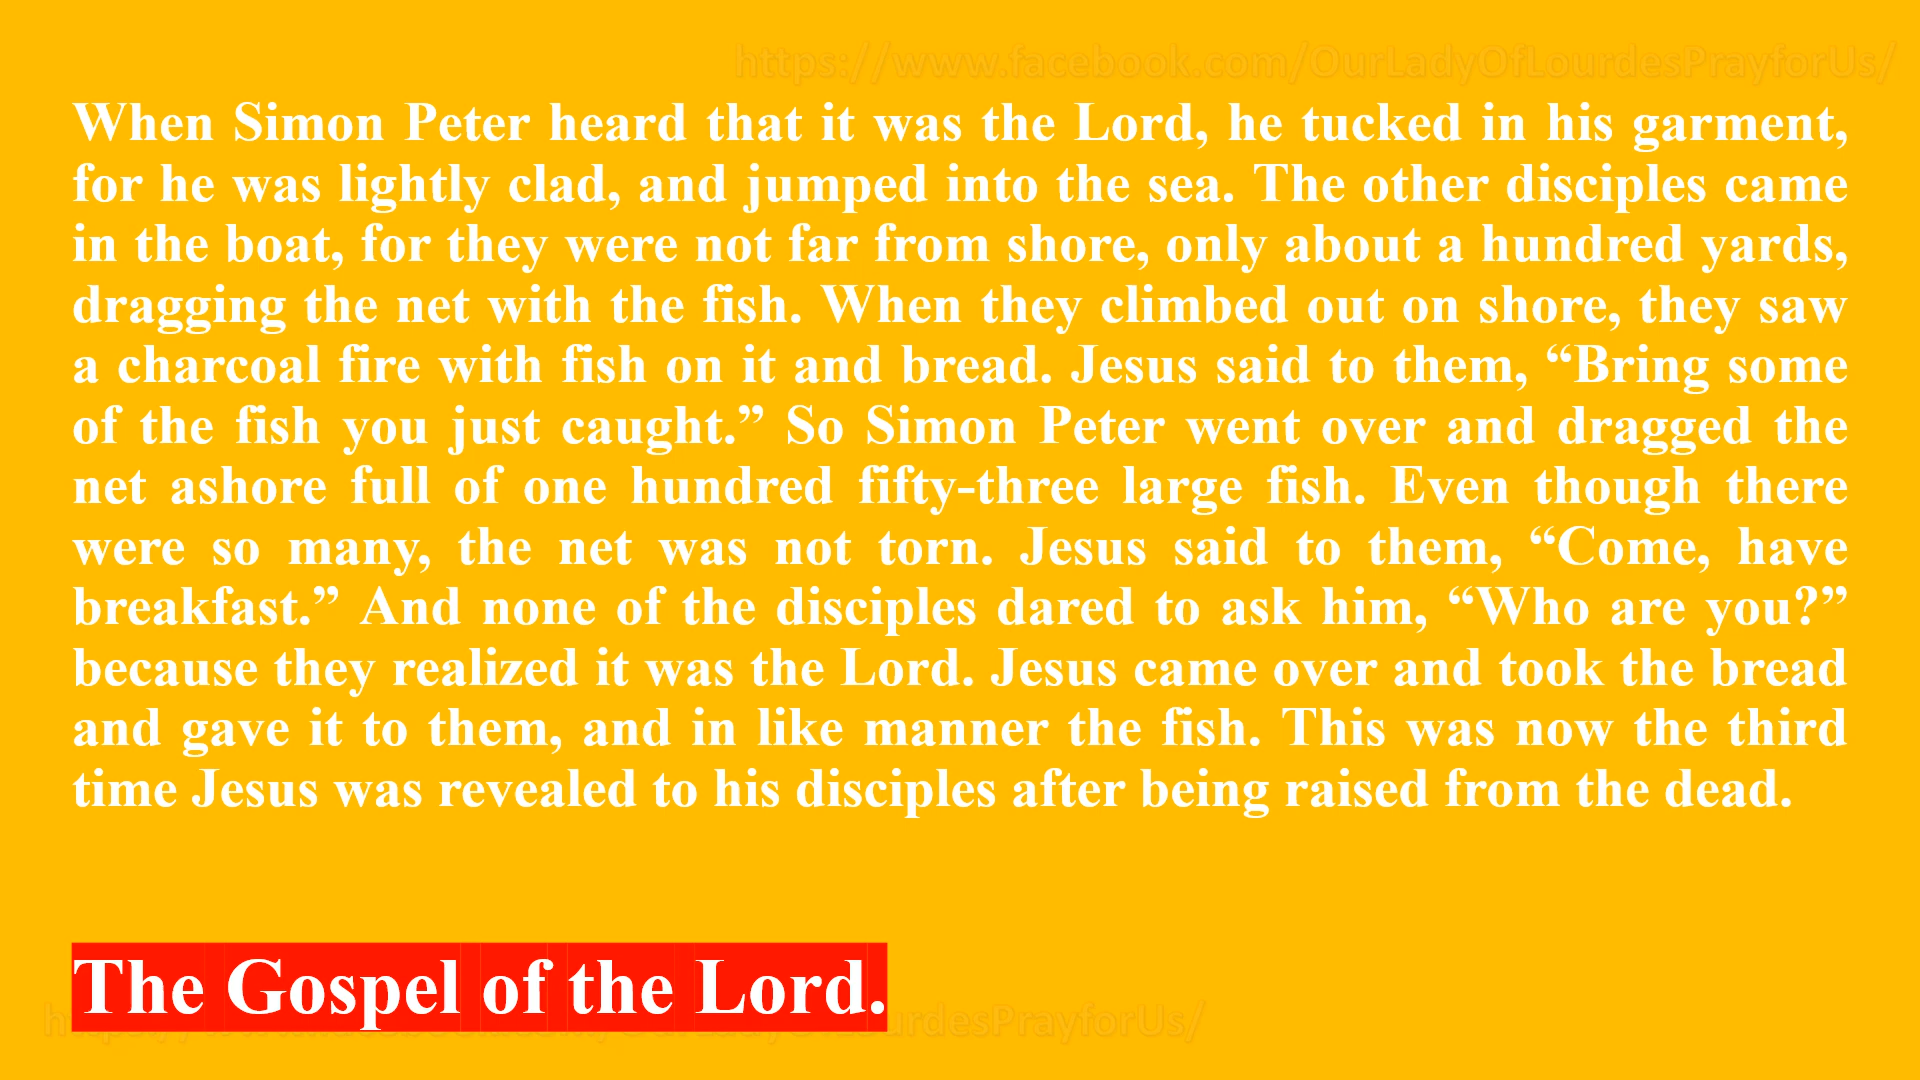 https://www.facebook.com/OurLadyOfLourdesPrayforUs/
When Simon Peter heard that it was the Lord, he tucked in his garment,
for he was lightly clad, and jumped into the sea. The other disciples came
in the boat, for they were not far from shore, only about a hundred yards,
dragging the net with the fish. When they climbed out on shore, they saw
a charcoal fire with fish on it and bread. Jesus said to them, “Bring some
of the fish you just caught.” So Simon Peter went over and dragged the
net ashore full of one hundred fifty-three large fish. Even though there
were so many, the net was not torn. Jesus said to them, “Come, have
breakfast.” And none of the disciples dared to ask him, “Who are you?”
because they realized it was the Lord. Jesus came over and took the bread
and gave it to them, and in like manner the fish. This was now the third
time Jesus was revealed to his disciples after being raised from the dead.
The Gospel of the Lord.